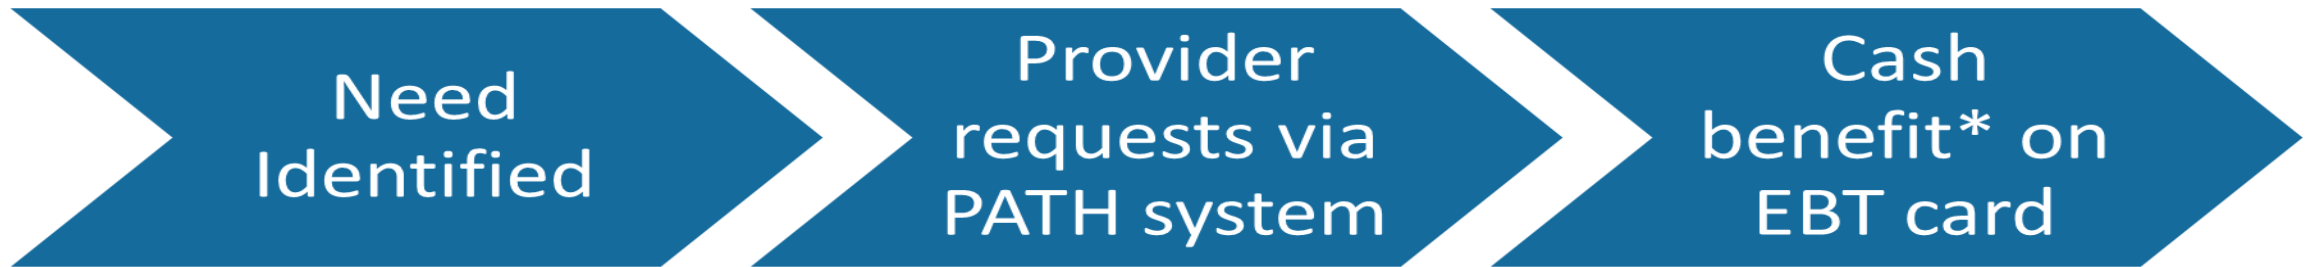 Need
Identified
Provider
requests via
PATH system
Cash
benefit* on
EBT card